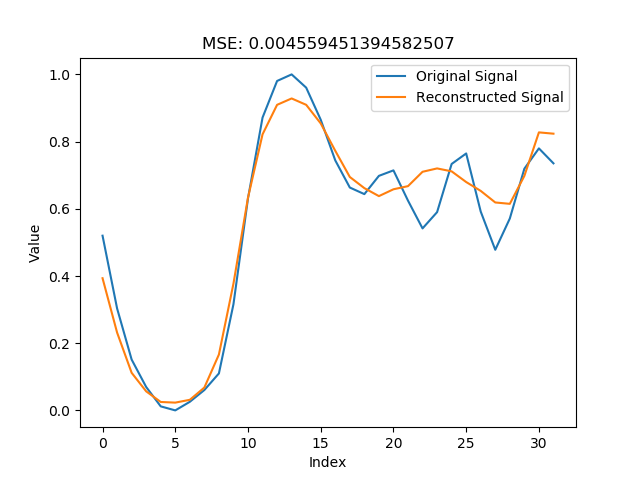 MSE: 0.004559451394582507
Original Signal
Reconstructed Signal
1.0
0.8
0.6
0.4
0.2
0.0
Value
0 5 10 15 20 25 30
Index